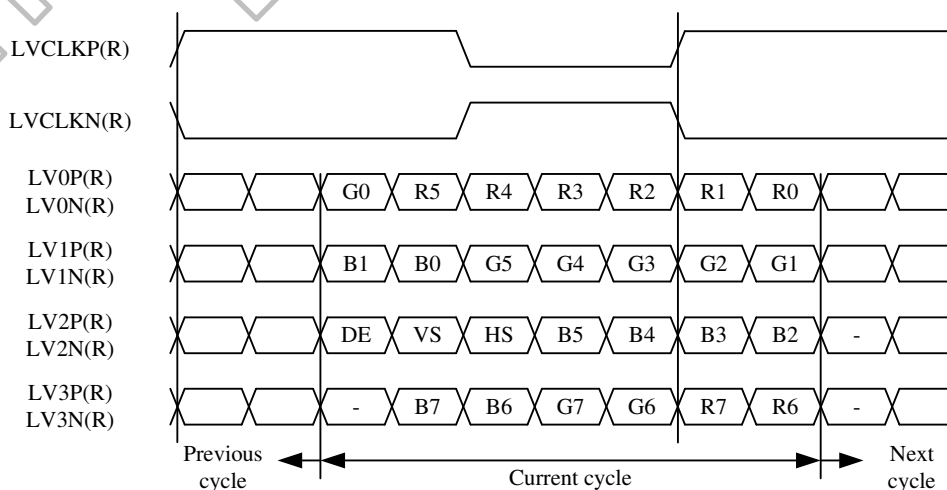 LVCLKP(R)
LVCLKN(R)
LV0P(R)
LV0N(R)
G0 R5 R4 R3 R2 R1 R0
LV1P(R)
LV1N(R)
B1 B0 G5 G4 G3 G2 G1
LV2P(R)
LV2N(R)
DE VS HS B5 B4 B3 B2 -
LV3P(R)
LV3N(R)
- B7 B6 G7 G6 R7 R6 -
Previous
cycle
Current cycle
Next
cycle